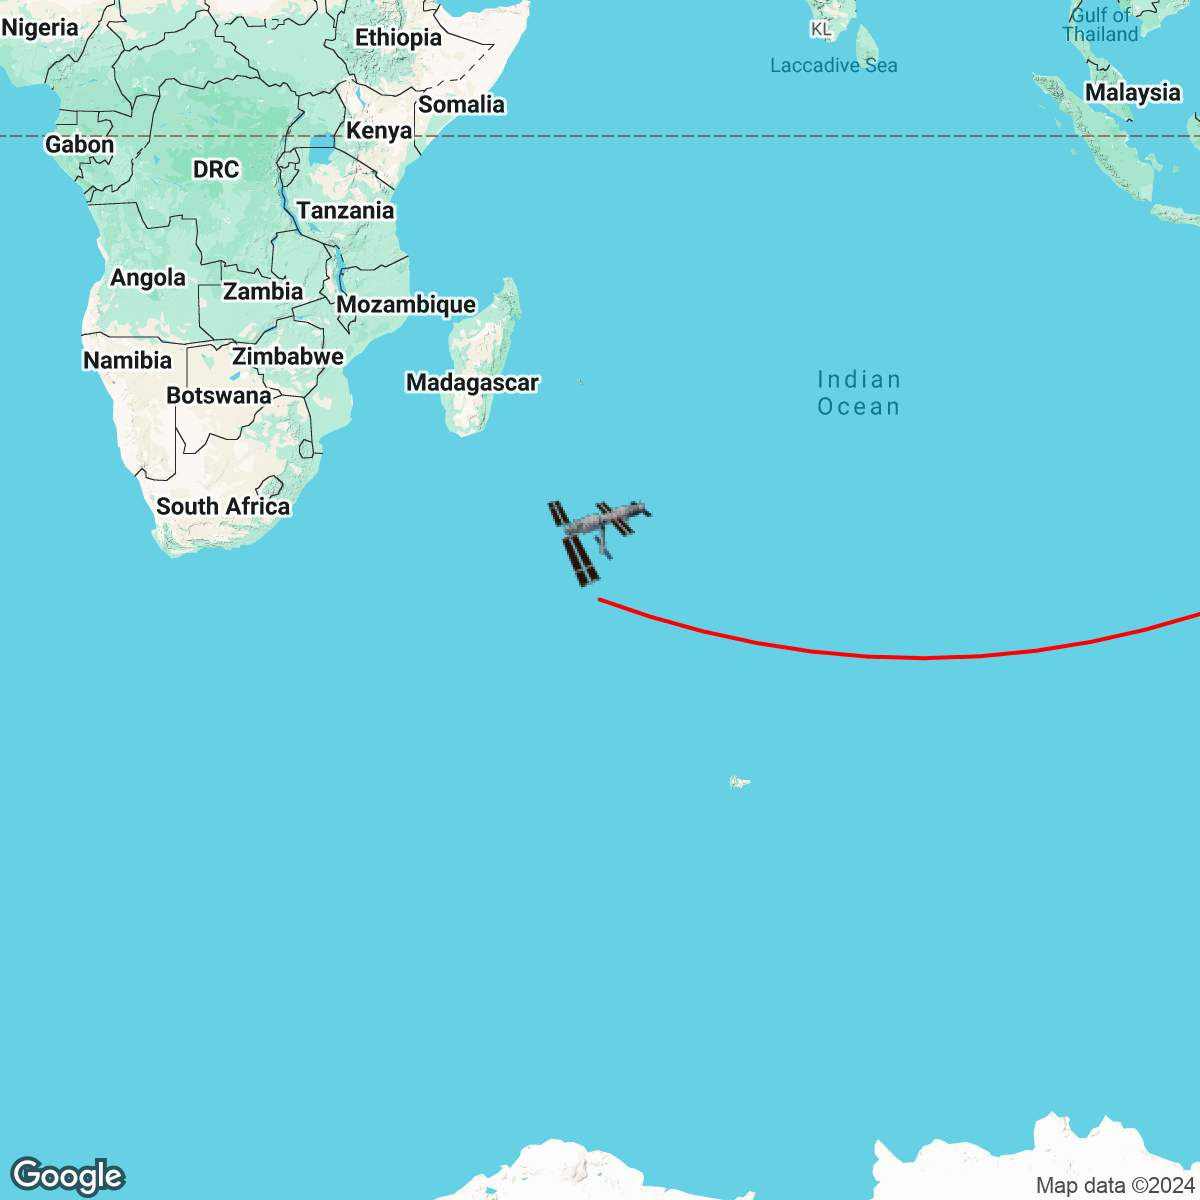 Nigeria
Ethiopia
KL
Gulf of
Thailand
Laccadive Sea
Malaysia
Somalia
Kenya
Gabon
DRC
Tanzania
Angola
Zambia
Mozambique
Namibia
Zimbabwe
Botswana
Madagascar
Indian
Ocean
South Africa
Google
Map data ©2024